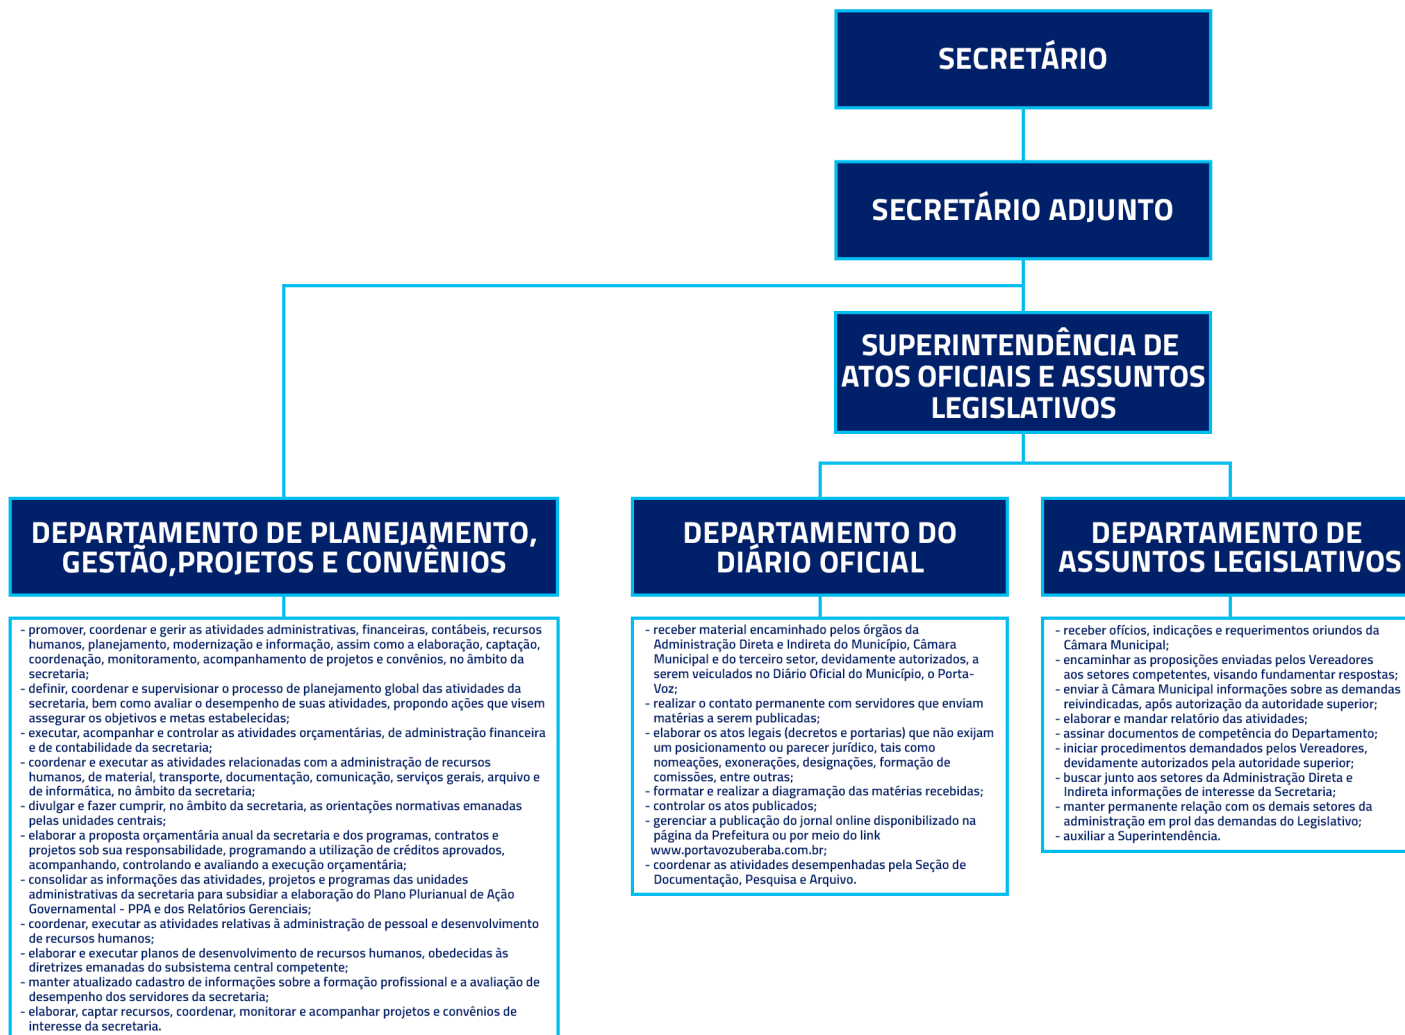 SECRETÁRIO
SECRETÁRIO ADJUNTO
SUPERINTENDÊNCIA DE
ATOS OFICIAIS E ASSUNTOS
LEGISLATIVOS
DEPARTAMENTO DE PLANEJAMENTO,
GESTÃO,PROJETOS E CONVÊNIOS
- promover, coordenar e gerir as atividades administrativas, financeiras, contábeis, recursos
humanos, planejamento, modernização e informação, assim como a elaboração, captação,
coordenação, monitoramento, acompanhamento de projetos e convênios, no âmbito da
secretaria;
- definir, coordenar e supervisionar o processo de planejamento global das atividades da
secretaria, bem como avaliar o desempenho de suas atividades, propondo ações que visem
assegurar os objetivos e metas estabelecidas;
- executar, acompanhar e controlar as atividades orçamentárias, de administração financeira
e de contabilidade da secretaria;
- coordenar e executar as atividades relacionadas com a administração de recursos
humanos, de material, transporte, documentação, comunicação, serviços gerais, arquivo e
de informática, no âmbito da secretaria;
- divulgar e fazer cumprir, no âmbito da secretaria, as orientações normativas emanadas
pelas unidades centrais;
- elaborar a proposta orçamentária anual da secretaria e dos programas, contratos e
projetos sob sua responsabilidade, programando a utilização de créditos aprovados,
acompanhando, controlando e avaliando a execução orçamentária;
- consolidar as informações das atividades, projetos e programas das unidades
administrativas da secretaria para subsidiar a elaboração do Plano Plurianual de Ação
Governamental - PPA e dos Relatórios Gerenciais;
- coordenar, executar as atividades relativas à administração de pessoal e desenvolvimento
de recursos humanos;
- elaborar e executar planos de desenvolvimento de recursos humanos, obedecidas às
diretrizes emanadas do subsistema central competente;
- manter atualizado cadastro de informações sobre a formação profissional e a avaliação de
desempenho dos servidores da secretaria;
- elaborar, captar recursos, coordenar, monitorar e acompanhar projetos e convênios de
interesse da secretaria.
DEPARTAMENTO DO
DIÁRIO OFICIAL
- receber material encaminhado pelos órgãos da
Administração Direta e Indireta do Município, Câmara
Municipal e do terceiro setor, devidamente autorizados, a
serem veiculados no Diário Oficial do Município, o Porta-
Voz;
- realizar o contato permanente com servidores que enviam
matérias a serem publicadas;
- elaborar os atos legais (decretos e portarias) que não exijam
um posicionamento ou parecer jurídico, tais como
nomeações, exonerações, designações, formação de
comissões, entre outras;
- formatar e realizar a diagramação das matérias recebidas;
- controlar os atos publicados;
- gerenciar a publicação do jornal online disponibilizado na
página da Prefeitura ou por meio do link
www.portavozuberaba.com.br;
- coordenar as atividades desempenhadas pela Seção de
Documentação, Pesquisa e Arquivo.
DEPARTAMENTO DE
ASSUNTOS LEGISLATIVOS
- receber ofícios, indicações e requerimentos oriundos da
Câmara Municipal;
- encaminhar as proposições enviadas pelos Vereadores
aos setores competentes, visando fundamentar respostas;
- enviar à Câmara Municipal informações sobre as demandas
reivindicadas, após autorização da autoridade superior;
- elaborar e mandar relatório das atividades;
- assinar documentos de competência do Departamento;
- iniciar procedimentos demandados pelos Vereadores,
devidamente autorizados pela autoridade superior;
- buscar junto aos setores da Administração Direta e
Indireta informações de interesse da Secretaria;
- manter permanente relação com os demais setores da
administração em prol das demandas do Legislativo;
- auxiliar a Superintendência.